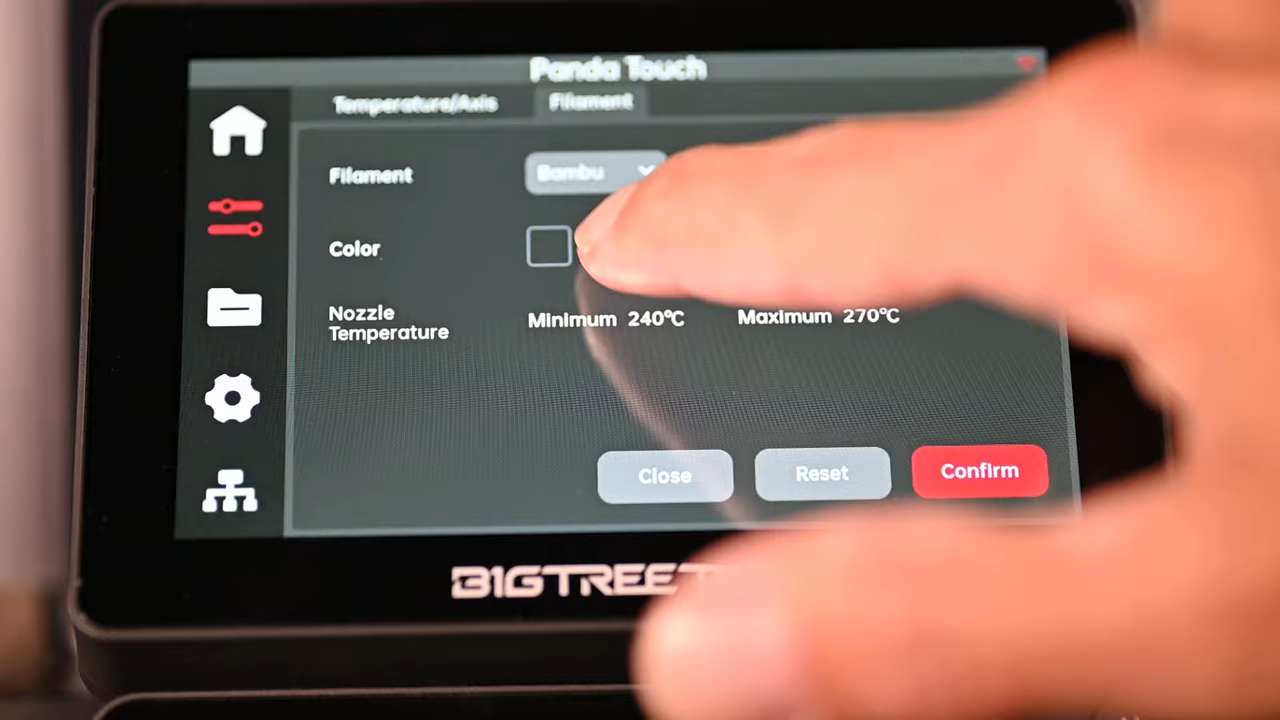 Panda Touch
Temperature/Axis Filament
Filament Bambu
Color
Nozzle
Temperature
Minimum 240℃ Maximum 270℃
Close Reset Confirm
BIGTREET